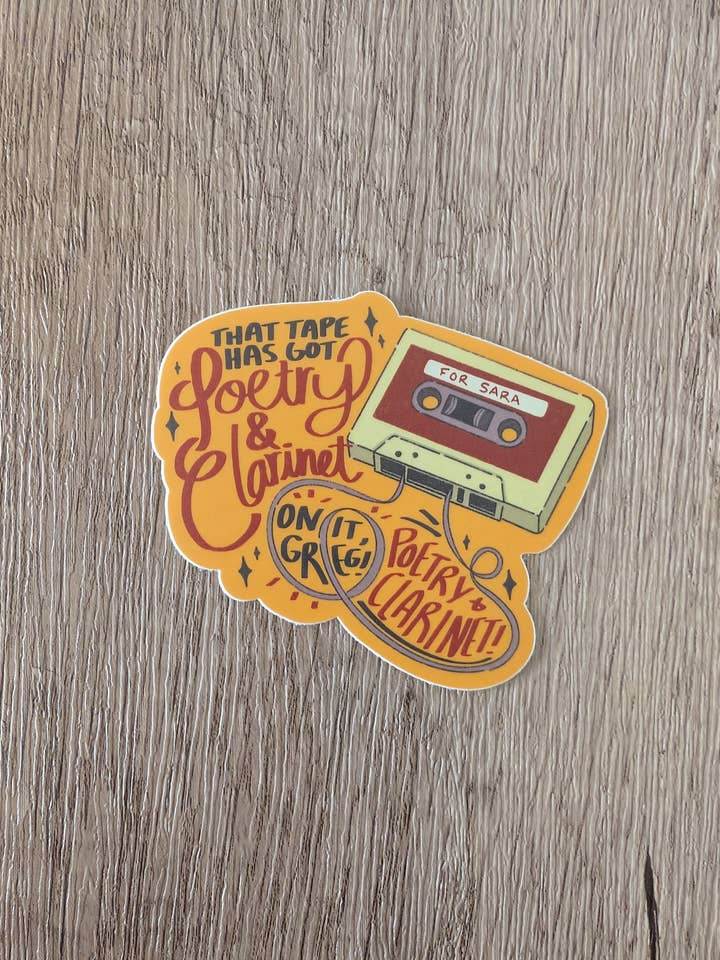 THAT TAPE
HAS GOT
Poetry
&
Clarinet
ON IT,
GREG!
POETRY &
CLARINET!
FOR SARA